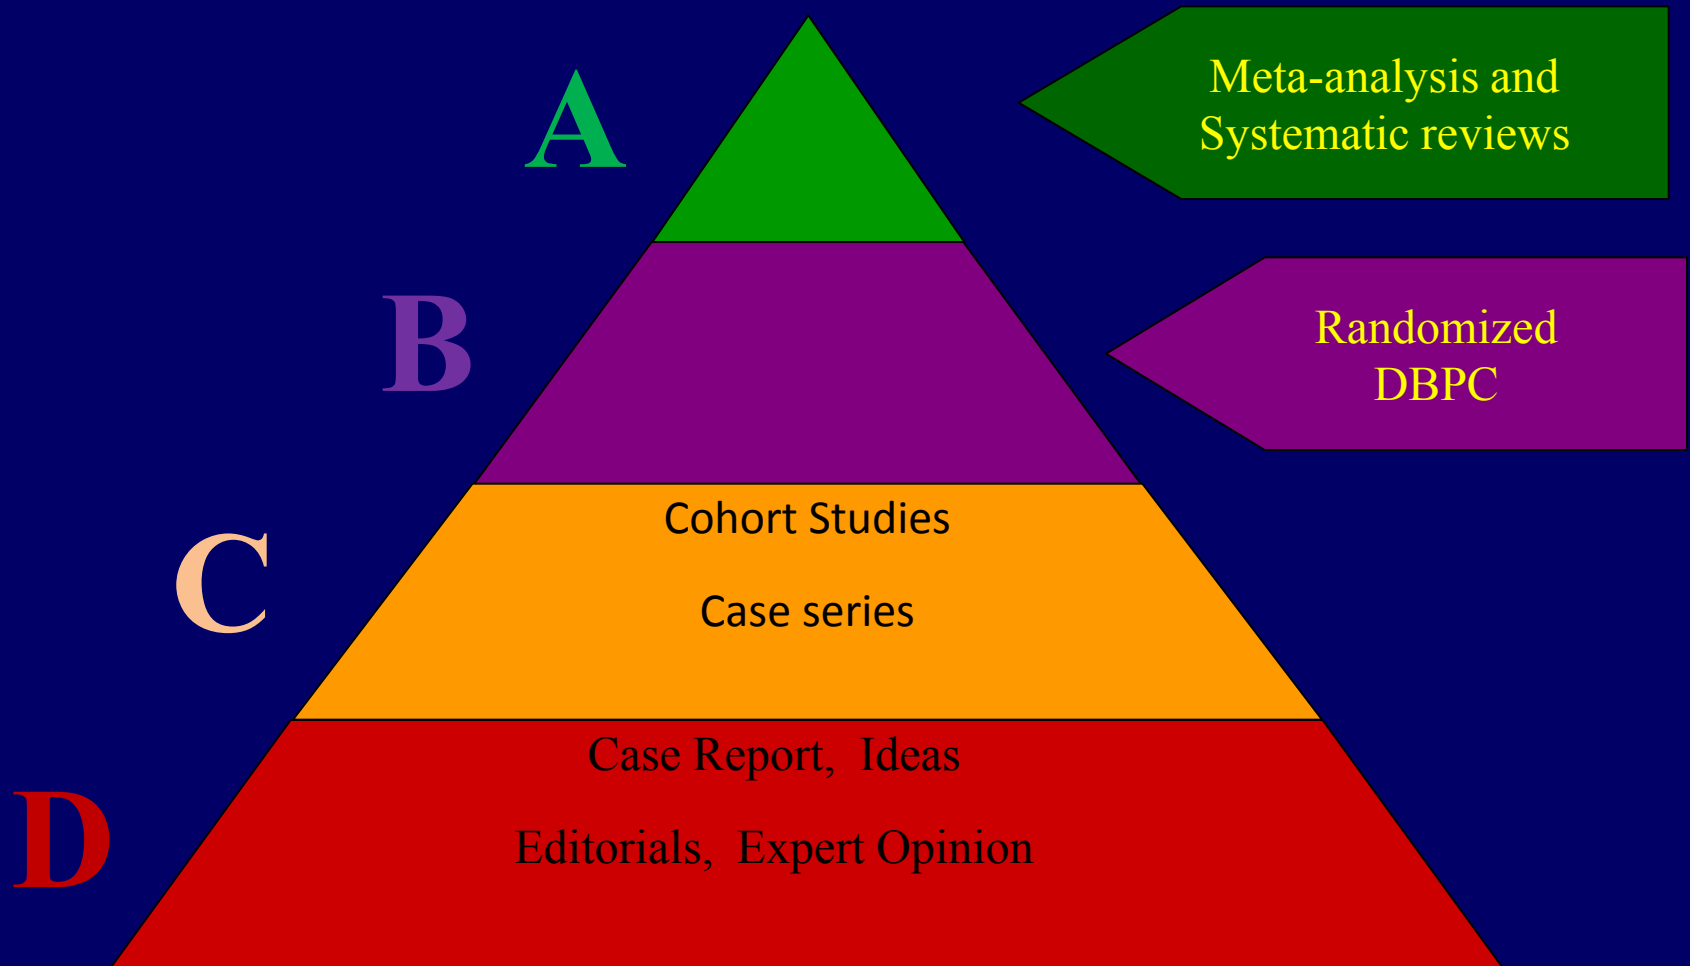 A
Meta-analysis and
Systematic reviews
B
Randomized
DBPC
C
Cohort Studies
Case series
D
Case Report,  Ideas
Editorials,  Expert Opinion